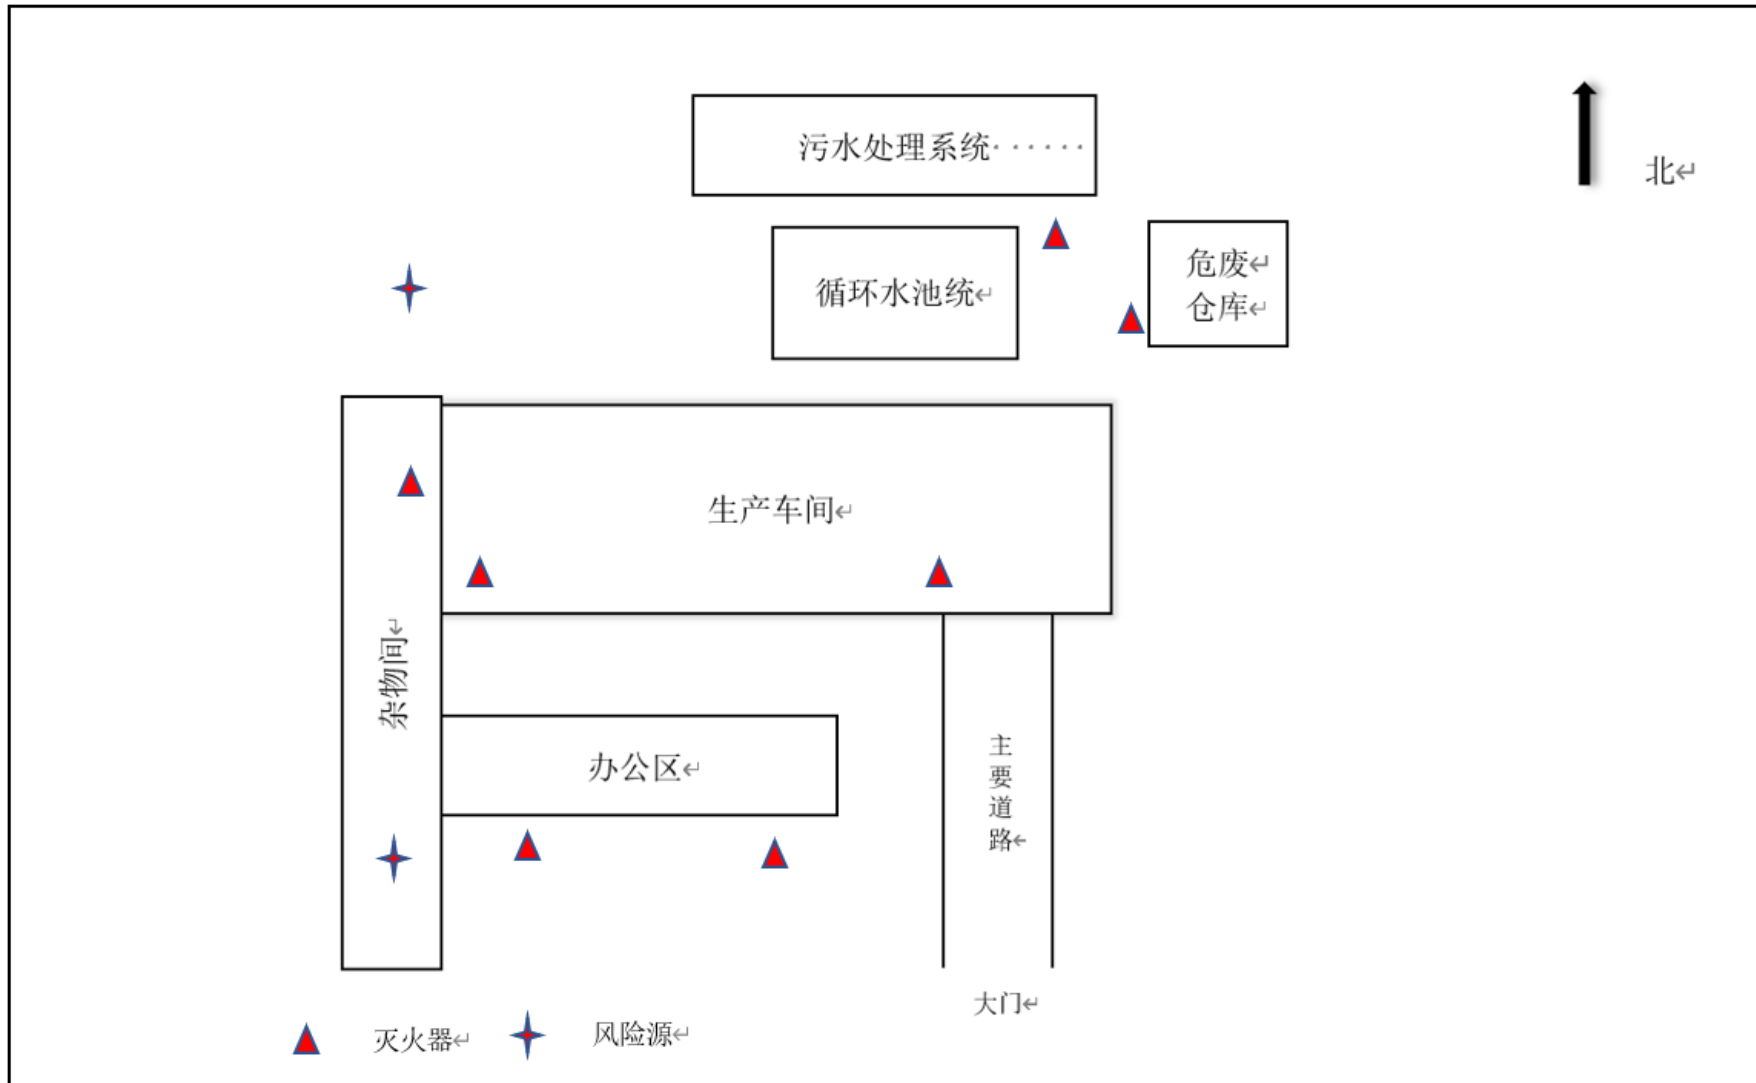 污水处理系统······
北
危废
仓库
循环水池统
生产车间
杂物间
办公区
主
要
道
路
大门
灭火器
风险源